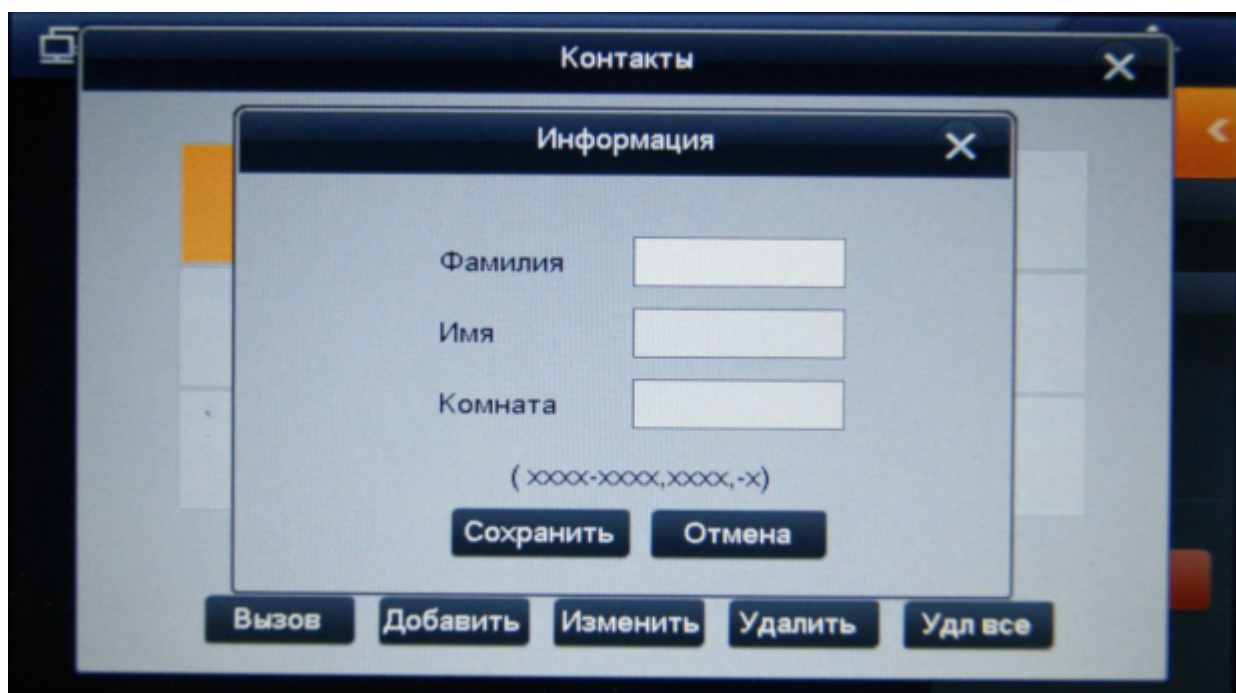 Контакты
Информация
Фамилия
Имя
Комната
( xxxx-xxxx,xxxx,-x)
Сохранить Отмена
Вызов Добавить Изменить Удалить Удл все